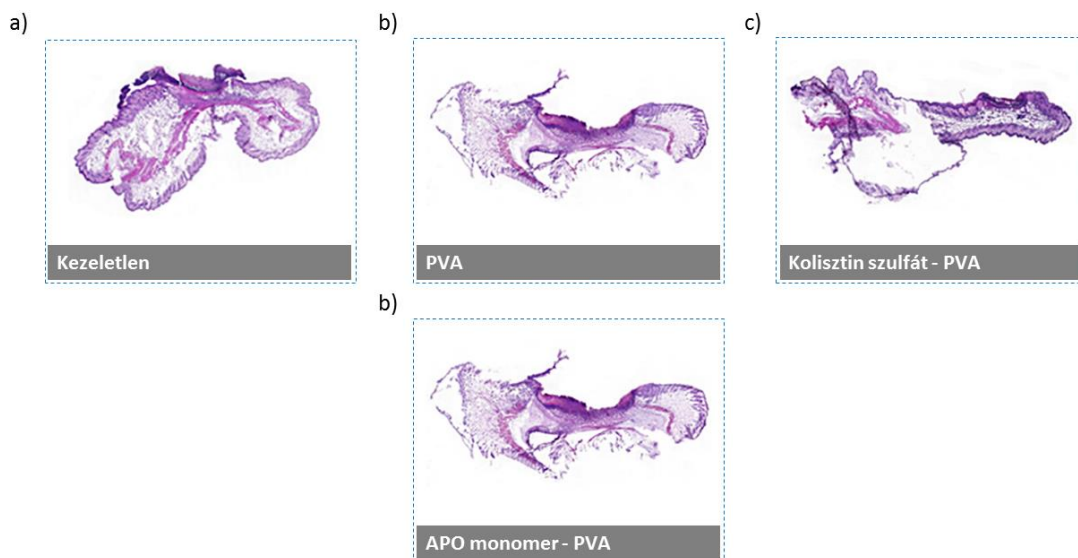 a)
b)
c)
Kezeletlen
PVA
Kolisztin szulfát - PVA
b)
APO monomer - PVA